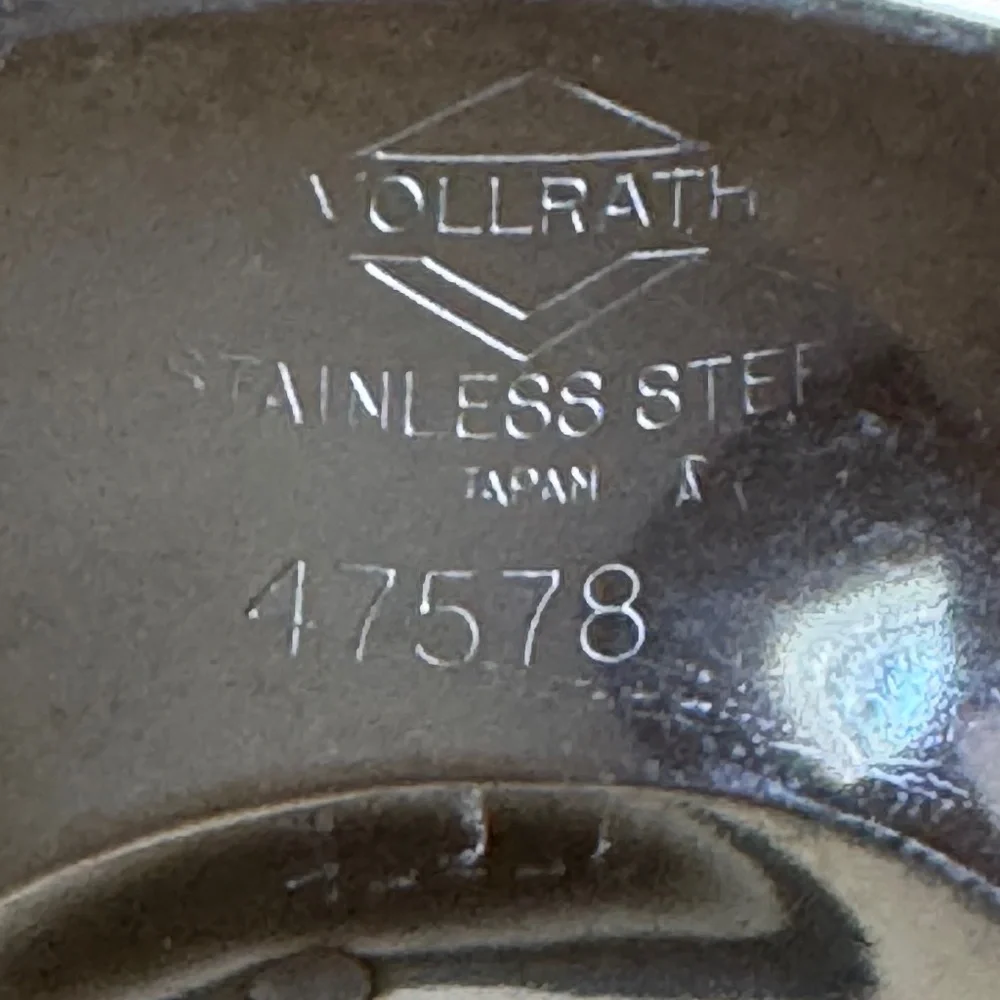 VOLLRATH
STAINLESS STEEL
JAPAN
47578